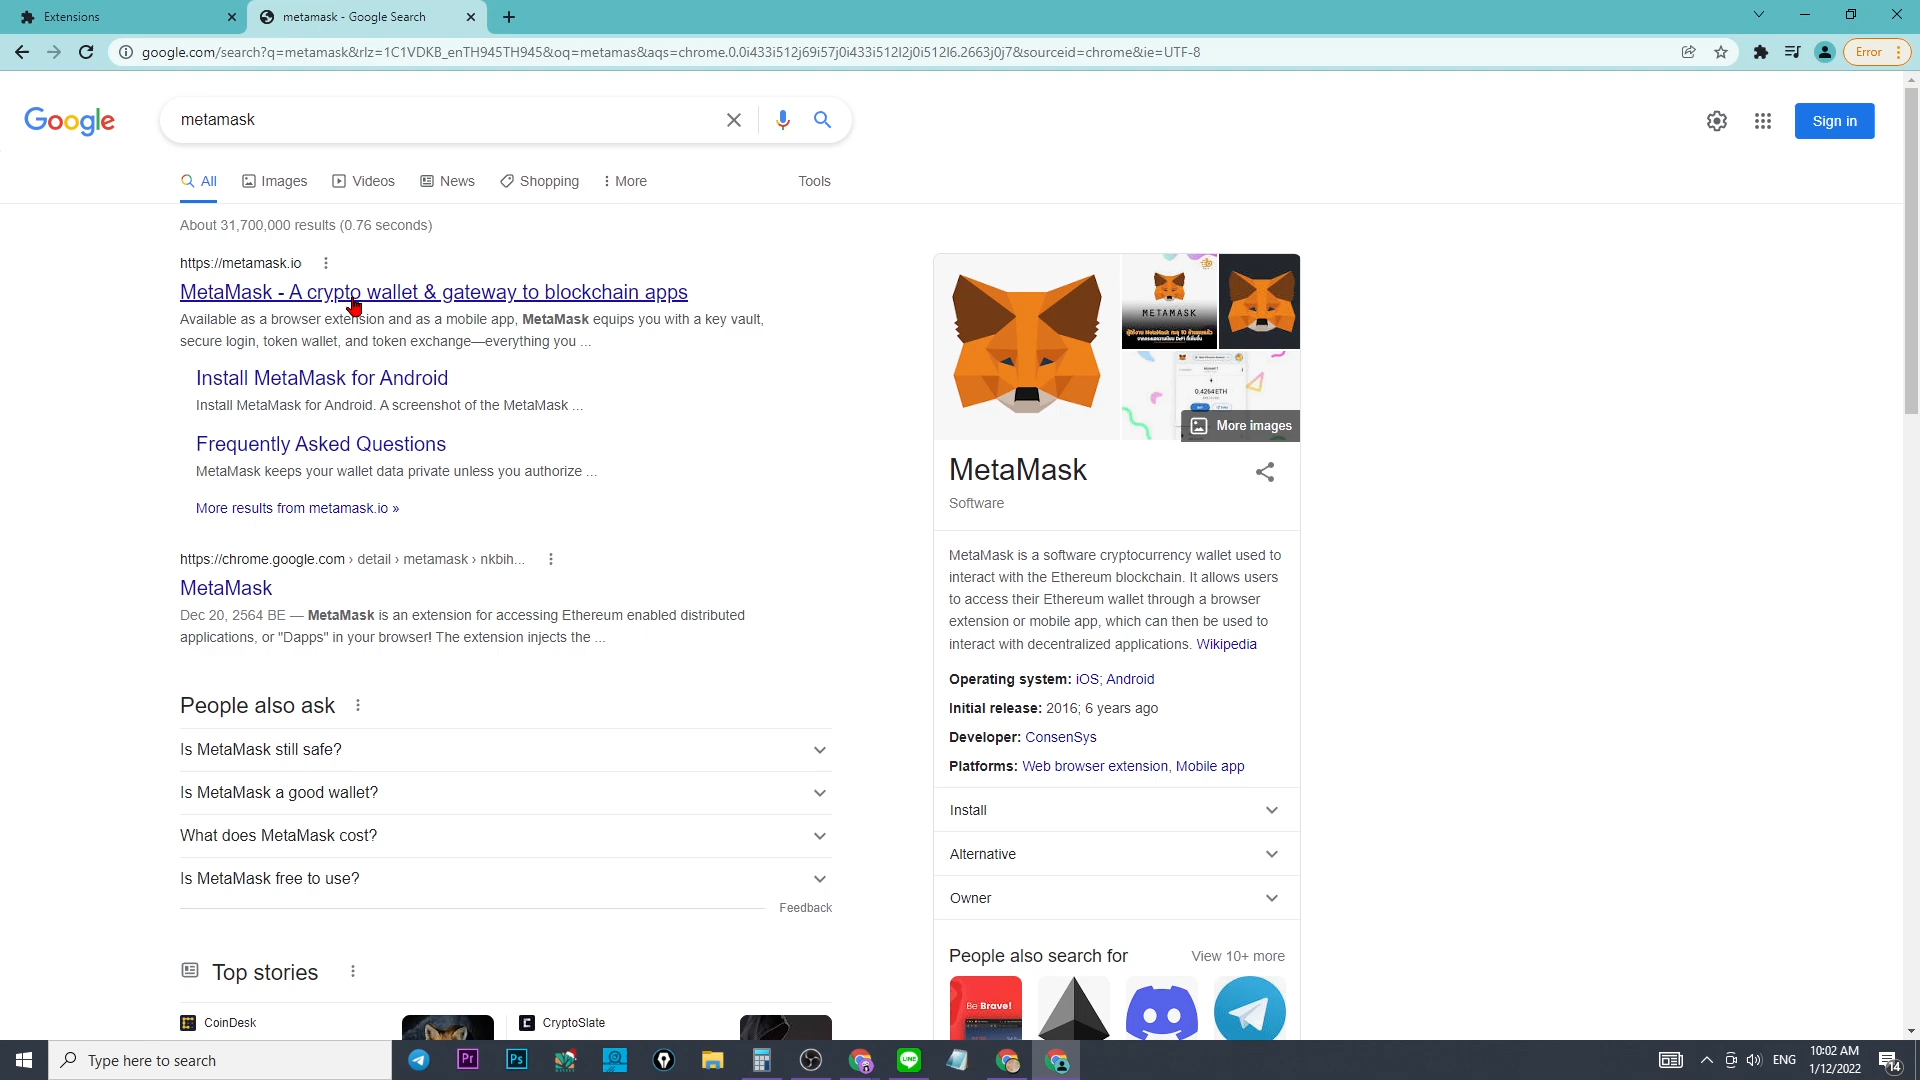 Extensions
metamask - Google Search
google.com/search?q=metamask&rlz=1C1VDKB_enTH945TH945&oq=metamas&aqs=chrome.0.0i433i512j69i57j0i433i512l2j0i512l6.2663j0j7&sourceid=chrome&ie=UTF-8
Error
Google
metamask
Sign in
All
Images
Videos
News
Shopping
More
Tools
About 31,700,000 results (0.76 seconds)
https://metamask.io
MetaMask - A crypto wallet & gateway to blockchain apps
Available as a browser extension and as a mobile app, MetaMask equips you with a key vault,
secure login, token wallet, and token exchange—everything you ...
Install MetaMask for Android
Install MetaMask for Android. A screenshot of the MetaMask ...
Frequently Asked Questions
MetaMask keeps your wallet data private unless you authorize ...
More results from metamask.io »
https://chrome.google.com › detail › metamask › nkbih...
MetaMask
Dec 20, 2564 BE — MetaMask is an extension for accessing Ethereum enabled distributed
applications, or "Dapps" in your browser! The extension injects the ...
People also ask
Is MetaMask still safe?
Is MetaMask a good wallet?
What does MetaMask cost?
Is MetaMask free to use?
Feedback
Top stories
CoinDesk
CryptoSlate
METAMASK
0.4264 ETH
More images
MetaMask
Software
MetaMask is a software cryptocurrency wallet used to
interact with the Ethereum blockchain. It allows users
to access their Ethereum wallet through a browser
extension or mobile app, which can then be used to
interact with decentralized applications. Wikipedia
Operating system: iOS; Android
Initial release: 2016; 6 years ago
Developer: ConsenSys
Platforms: Web browser extension, Mobile app
Install
Alternative
Owner
People also search for
View 10+ more
Be Brave!
Type here to search
Pr
Ps
LINE
ENG
10:02 AM
1/12/2022
14